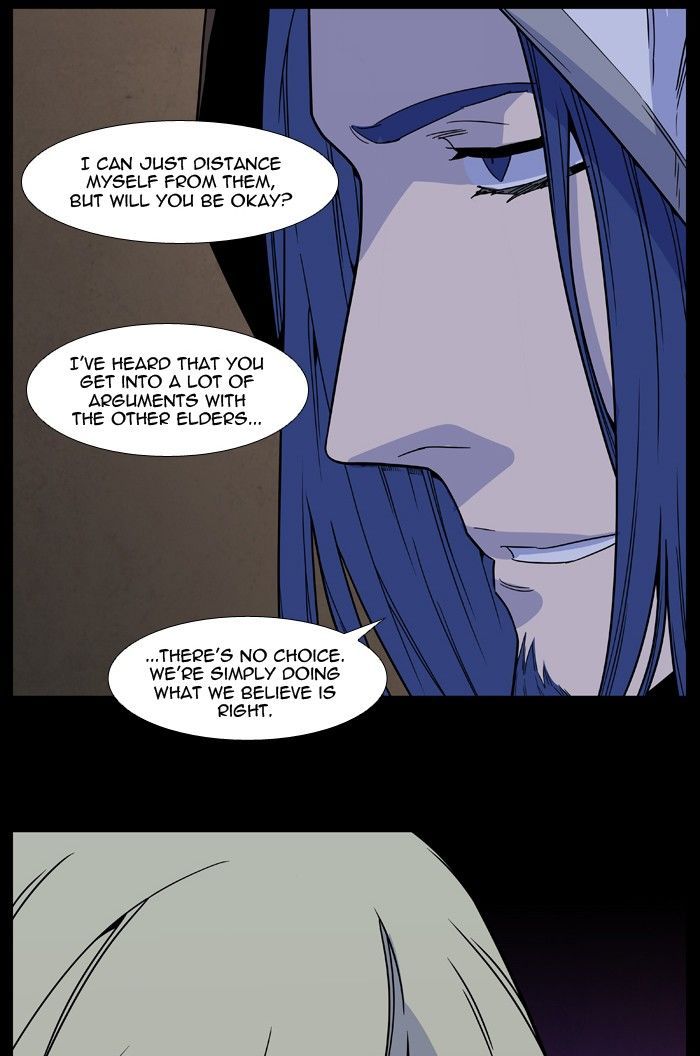 I CAN JUST DISTANCE
MYSELF FROM THEM,
BUT WILL YOU BE OKAY?
I'VE HEARD THAT YOU
GET INTO A LOT OF
ARGUMENTS WITH
THE OTHER ELDERS...
...THERE'S NO CHOICE.
WE'RE SIMPLY DOING
WHAT WE BELIEVE IS
RIGHT.